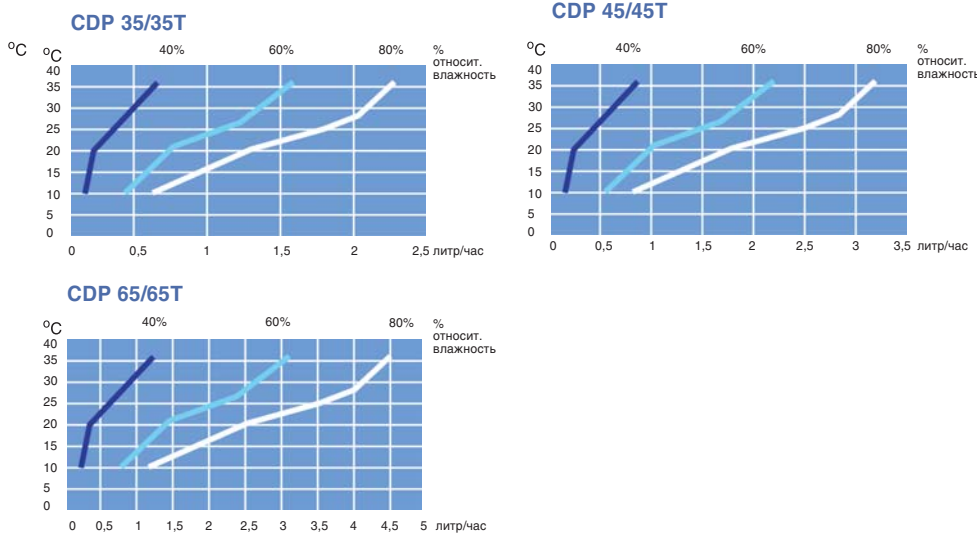 CDP 35/35T
°C
°C
40% 60% 80% %
относит.
влажность
40
35
30
25
20
15
10
5
0
0 0,5 1 1,5 2 2,5 литр/час
CDP 45/45T
°C
40% 60% 80% %
относит.
влажность
40
35
30
25
20
15
10
5
0
0 0,5 1 1,5 2 2,5 3 3,5 литр/час
CDP 65/65T
°C
40% 60% 80% %
относит.
влажность
40
35
30
25
20
15
10
5
0
0 0,5 1 1,5 2 2,5 3 3,5 4 4,5 5 литр/час